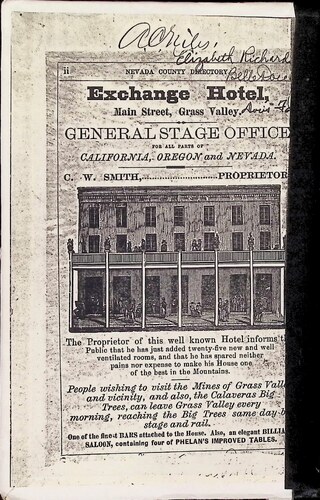 A. C. Niles,
Elizabeth Richard
ii NEVADA COUNTY DIRECTORY
Exchange Hotel,
Main Street, Grass Valley,
GENERAL STAGE OFFICE
FOR ALL PARTS OF
CALIFORNIA, OREGON and NEVADA.
C. W. SMITH,..............................PROPRIETOR
The Proprietor of this well known Hotel informs t
Public that he has just added twenty-five new and well
ventilated rooms, and that he has spared neither
pains nor expense to make his House one
of the best in the Mountains.
People wishing to visit the Mines of Grass Vall
and vicinity, and also, the Calaveras Big
Trees, can leave Grass Valley every
morning, reaching the Big Trees same day b
stage and rail.
One of the finest BARS attached to the House. Also, an elegant BILLIA
SALOON, containing four of PHELAN'S IMPROVED TABLES.